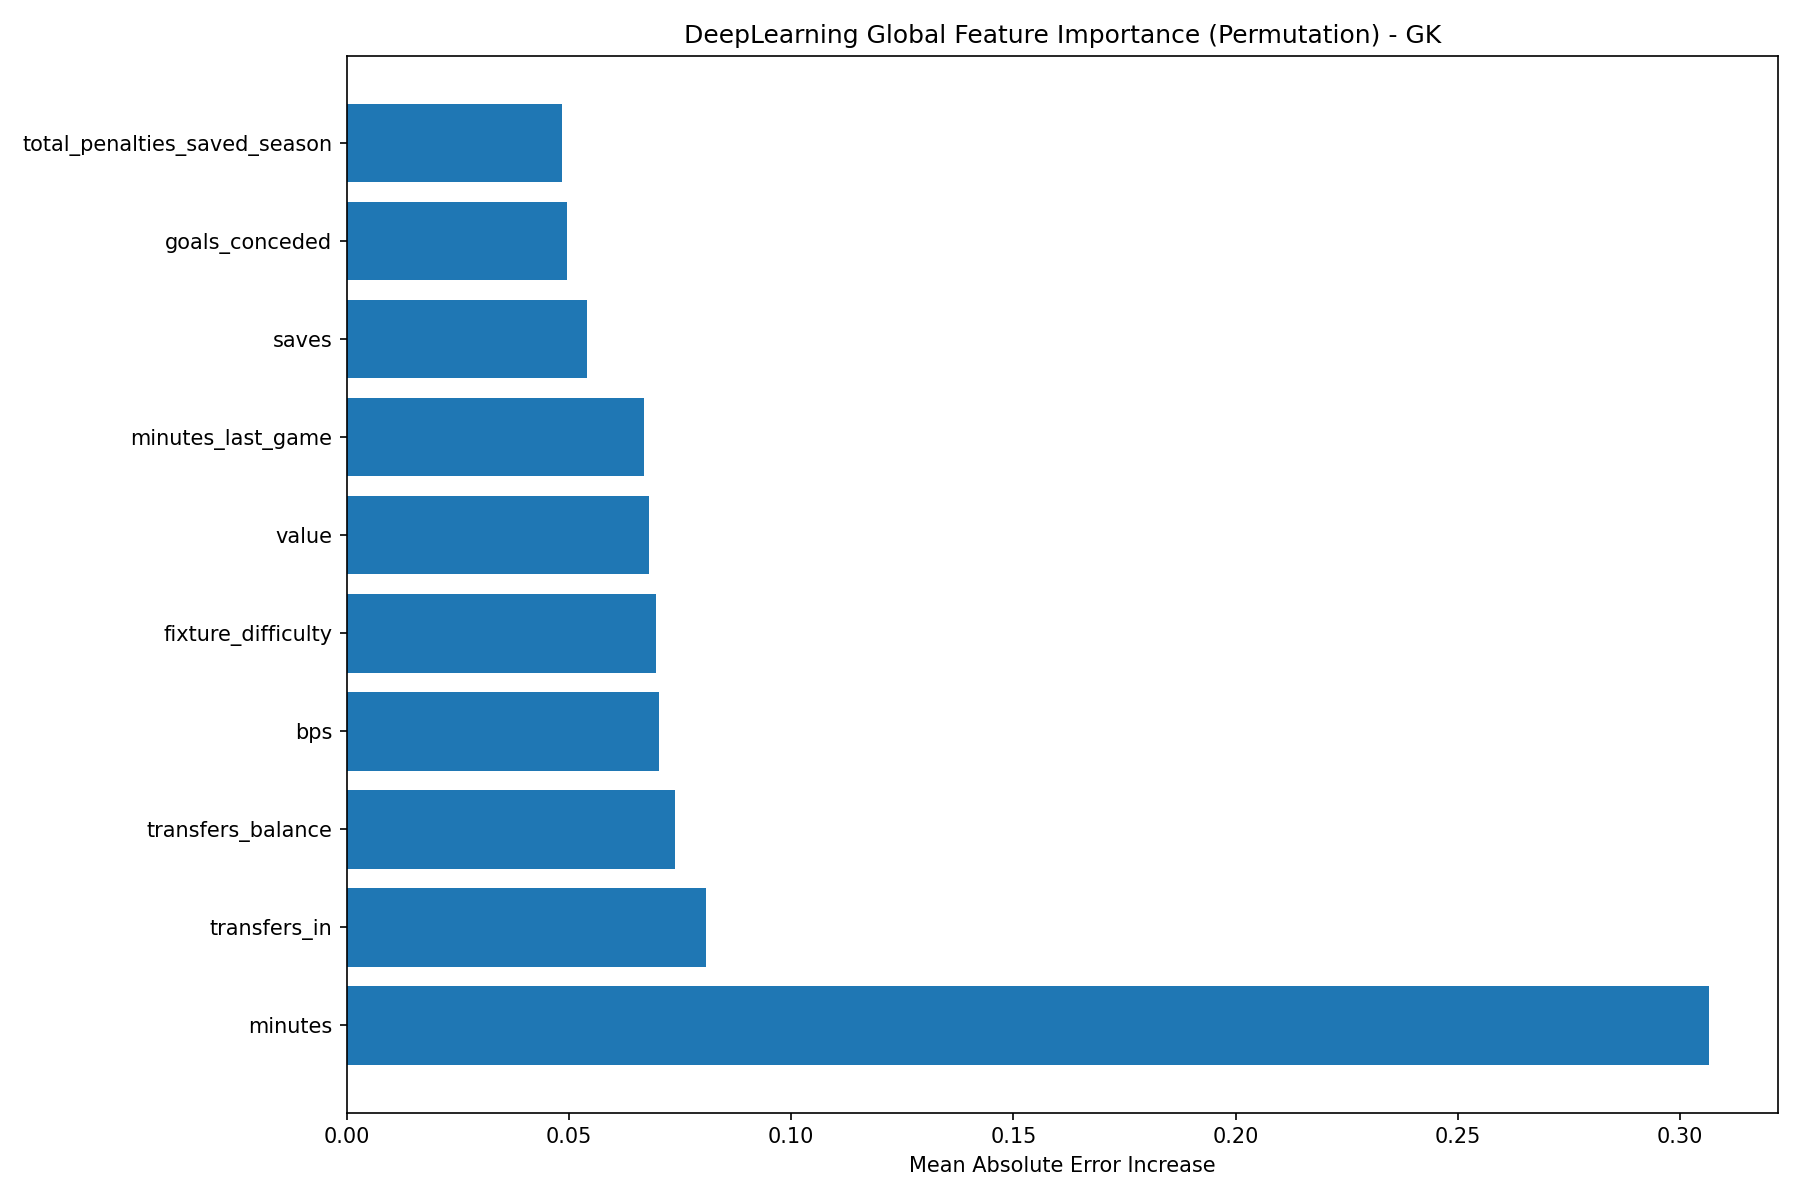 DeepLearning Global Feature Importance (Permutation) - GK
total_penalties_saved_season
goals_conceded
saves
minutes_last_game
value
fixture_difficulty
bps
transfers_balance
transfers_in
minutes
0.00 0.05 0.10 0.15 0.20 0.25 0.30
Mean Absolute Error Increase